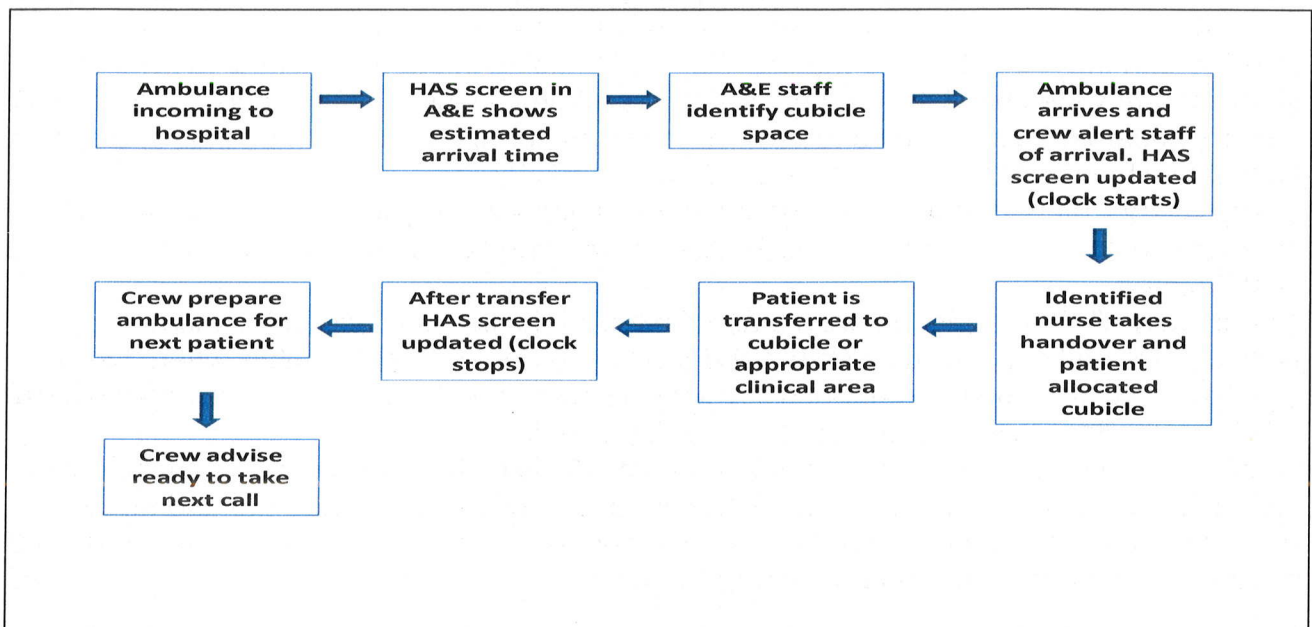 Ambulance
incoming to
hospital
HAS screen in
A&E shows
estimated
arrival time
A&E staff
identify cubicle
space
Ambulance
arrives and
crew alert staff
of arrival. HAS
screen updated
(clock starts)
Identified
nurse takes
handover and
patient
allocated
cubicle
Patient is
transferred to
cubicle or
appropriate
clinical area
After transfer
HAS screen
updated (clock
stops)
Crew prepare
ambulance for
next patient
Crew advise
ready to take
next call